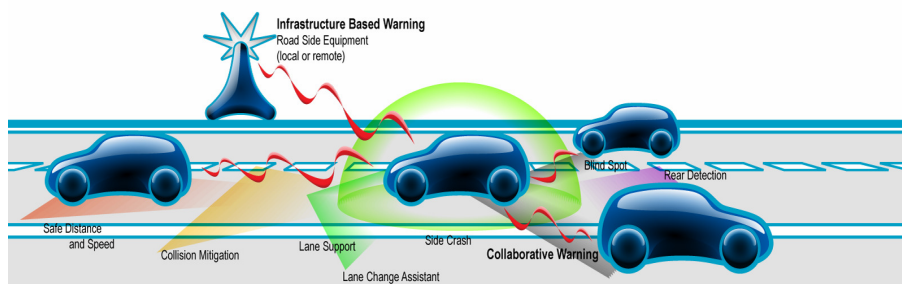 Infrastructure Based Warning
Road Side Equipment
(local or remote)
Blind Spot
Rear Detection
Safe Distance
and Speed
Collision Mitigation
Lane Support
Side Crash
Collaborative Warning
Lane Change Assistant